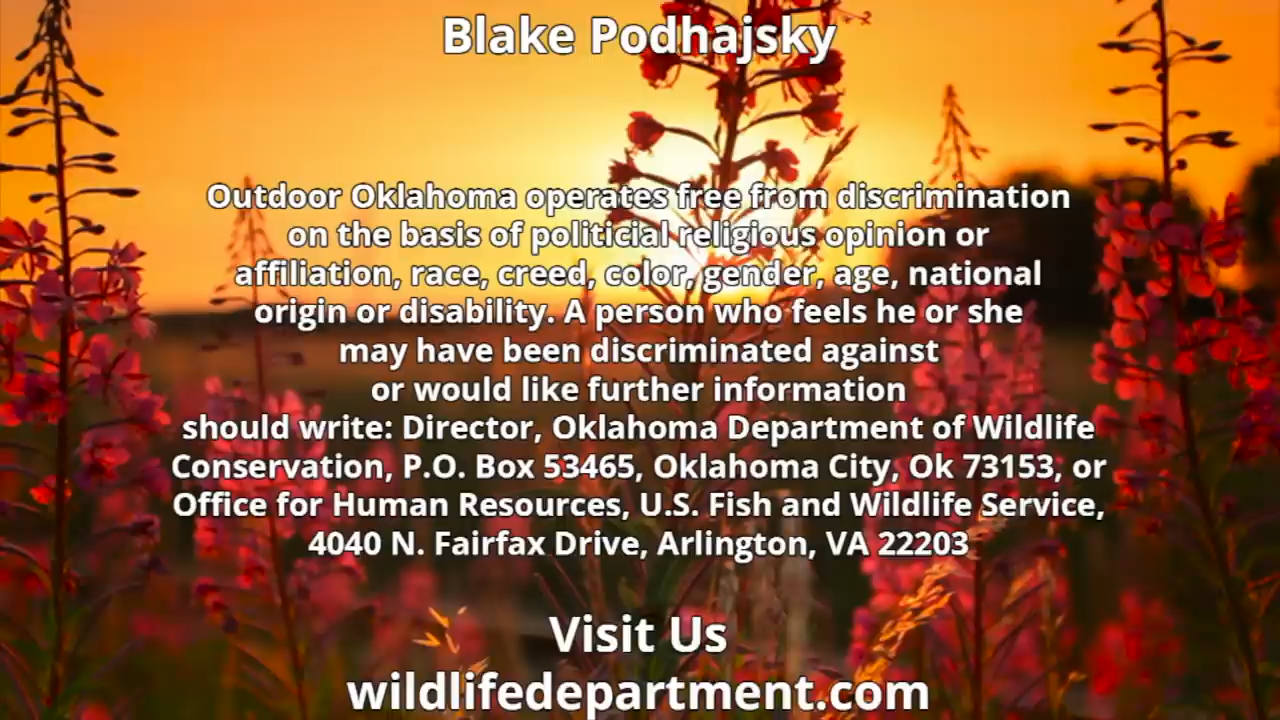 Blake Podhajsky
Outdoor Oklahoma operates free from discrimination
on the basis of politicial religious opinion or
affiliation, race, creed, color, gender, age, national
origin or disability. A person who feels he or she
may have been discriminated against
or would like further information
should write: Director, Oklahoma Department of Wildlife
Conservation, P.O. Box 53465, Oklahoma City, Ok 73153, or
Office for Human Resources, U.S. Fish and Wildlife Service,
4040 N. Fairfax Drive, Arlington, VA 22203
Visit Us
wildlifedepartment.com